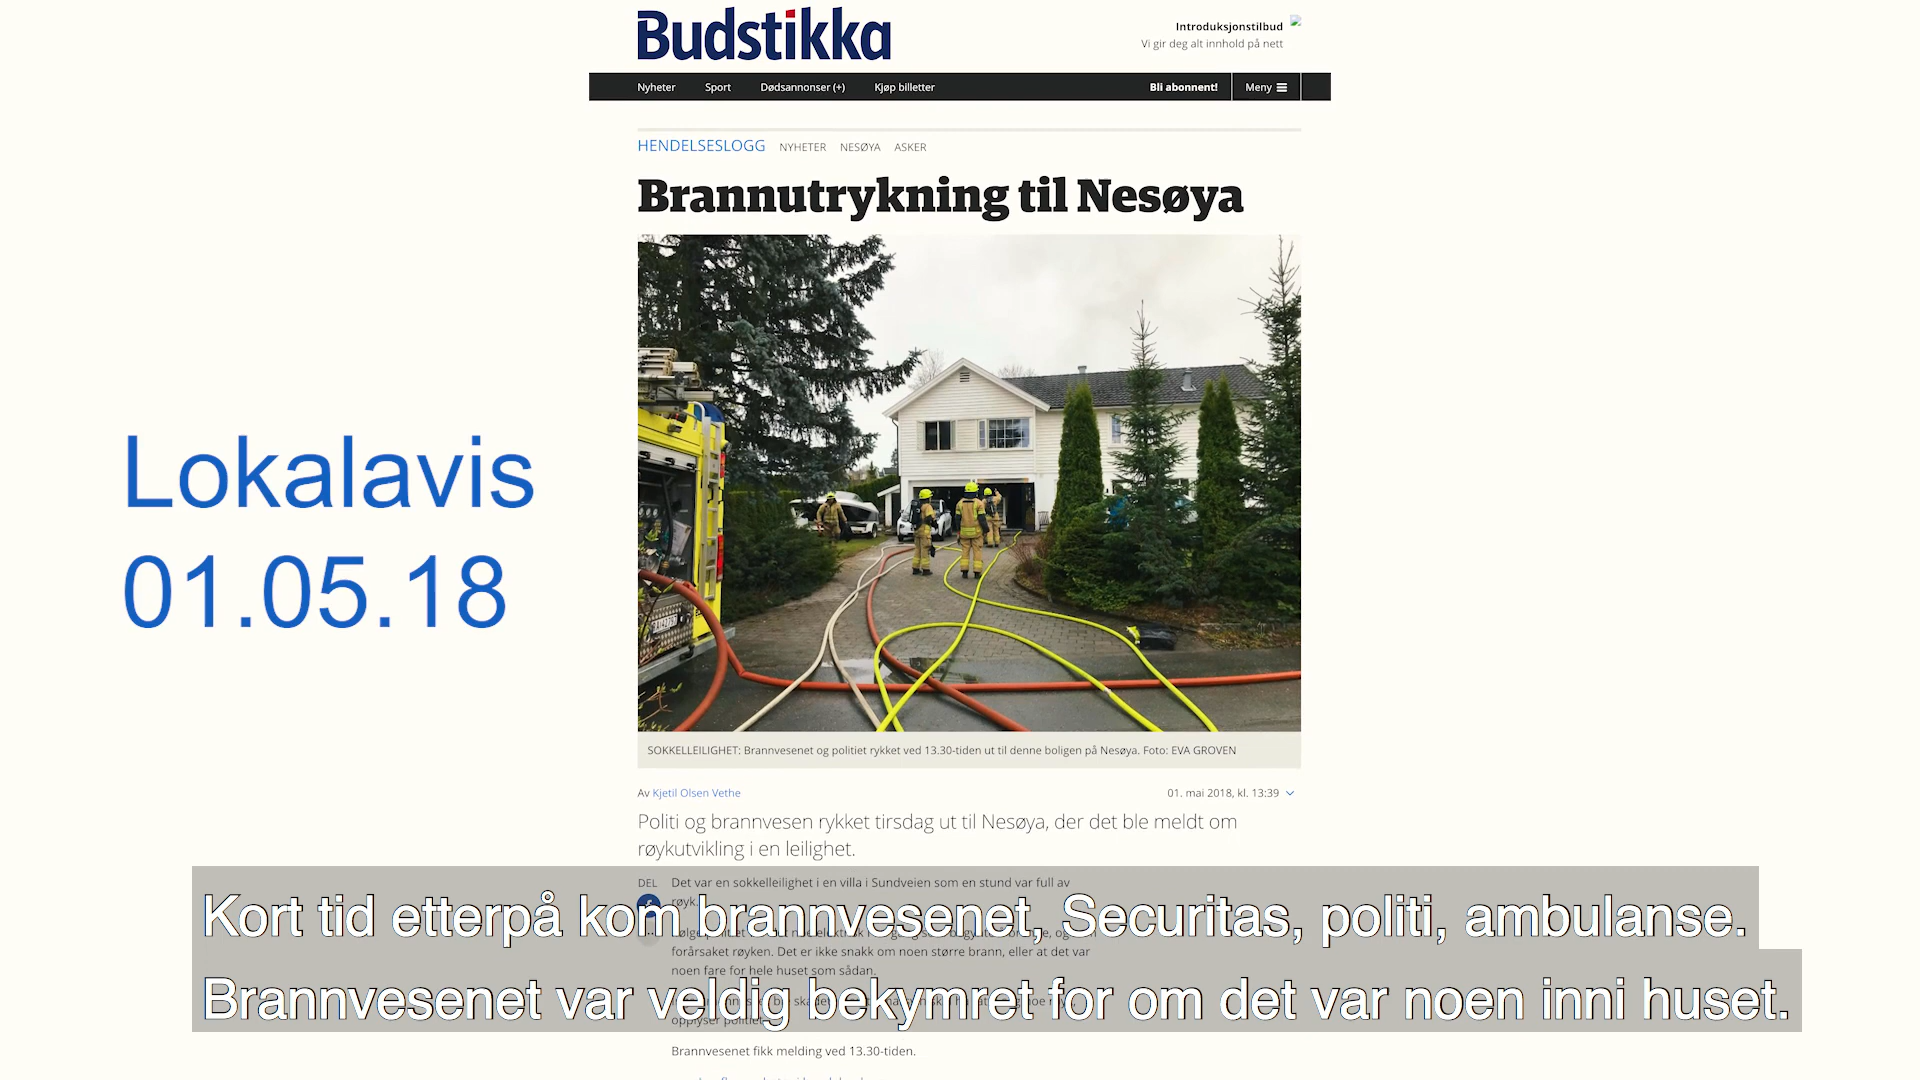 Budstikka
Introduksjonstilbud
Vi gir deg alt innhold på nett
Nyheter Sport Dødsannonser (+) Kjøp billetter Bli abonnent! Meny
HENDELSESLOGG NYHETER NESØYA ASKER
Brannutrykning til Nesøya
Lokalavis
01.05.18
SOKKELLEILIGHET: Brannvesenet og politiet rykket ved 13.30-tiden ut til denne boligen på Nesøya. Foto: EVA GROVEN
Av Kjetil Olsen Vethe 01. mai 2018, kl. 13:39
Politi og brannvesen rykket tirsdag ut til Nesøya, der det ble meldt om
røykutvikling i en leilighet.
DEL Det var en sokkelleilighet i en villa i Sundveien som en stund var full av
røyk.
Kort tid etterpå kom brannvesenet, Securitas, politi, ambulanse.
forårsaket røyken. Det er ikke snakk om noen større brann, eller at det var
noen fare for hele huset som sådan.
Brannvesenet var veldig bekymret for om det var noen inni huset.
opplyser politiet.
Brannvesenet fikk melding ved 13.30-tiden.